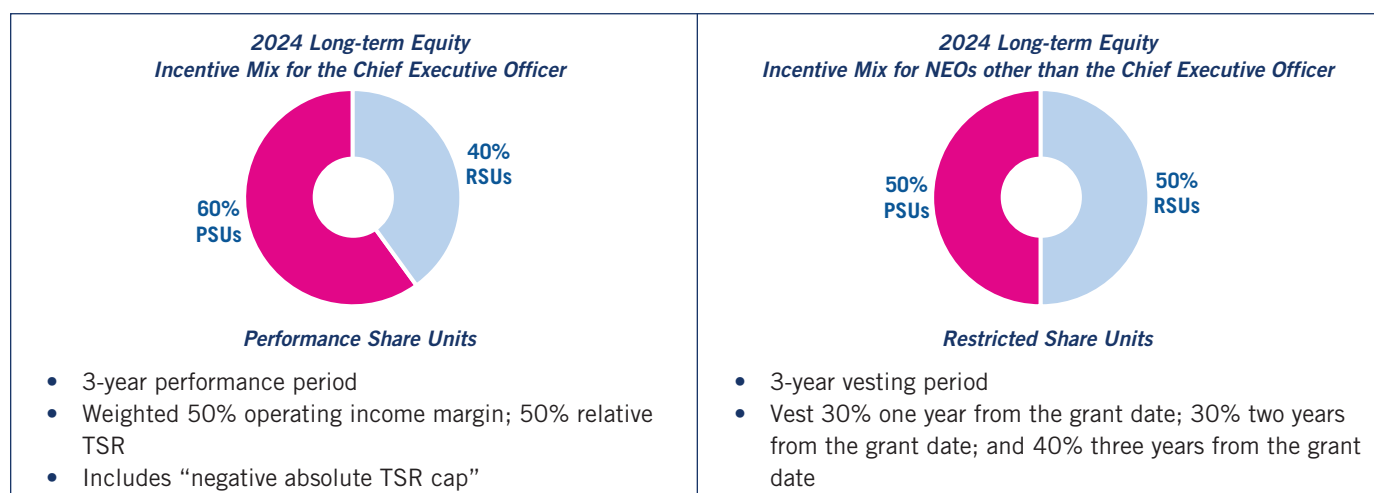 2024 Long-term Equity
Incentive Mix for the Chief Executive Officer
40%
RSUs
60%
PSUs
Performance Share Units
• 3-year performance period
• Weighted 50% operating income margin; 50% relative
TSR
• Includes “negative absolute TSR cap”
2024 Long-term Equity
Incentive Mix for NEOs other than the Chief Executive Officer
50%
PSUs
50%
RSUs
Restricted Share Units
• 3-year vesting period
• Vest 30% one year from the grant date; 30% two years
from the grant date; and 40% three years from the grant
date